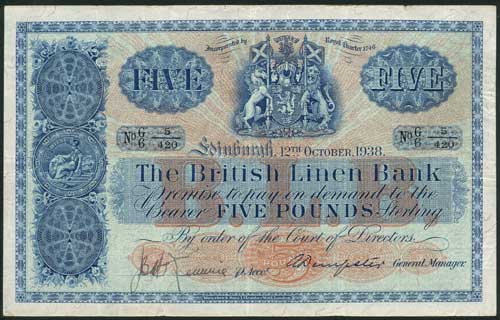 Incorporated by Royal Charter 1746
FIVE FIVE
No G/6 5/420 No G/6 5/420
Edinburgh, 12TH October, 1938.
The British Linen Bank
Promise to pay on demand to the
Bearer FIVE POUNDS Sterling
By order of the Court of Directors.
p. Acct. General Manager.